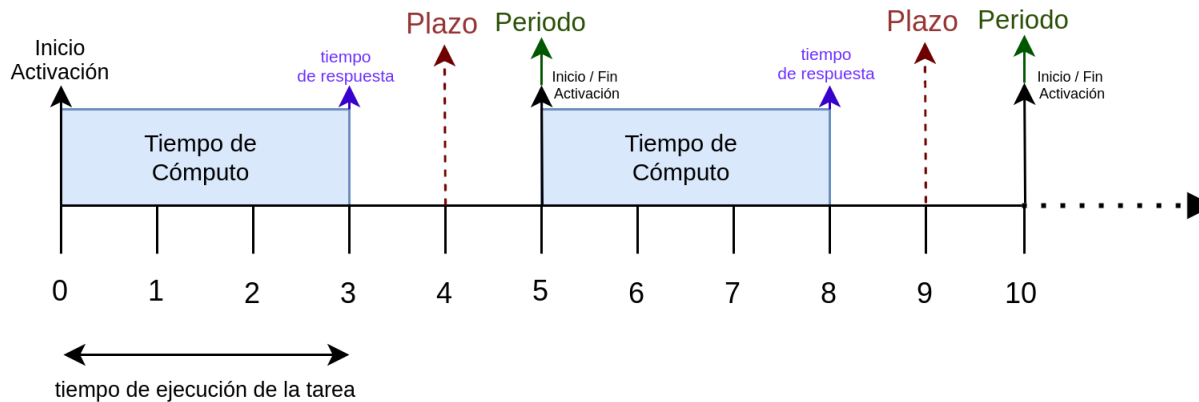 Inicio
Activación
tiempo
de respuesta
Plazo
Periodo
Inicio / Fin
Activación
tiempo
de respuesta
Plazo
Periodo
Inicio / Fin
Activación
Tiempo de
Cómputo
Tiempo de
Cómputo
0 1 2 3 4 5 6 7 8 9 10
tiempo de ejecución de la tarea